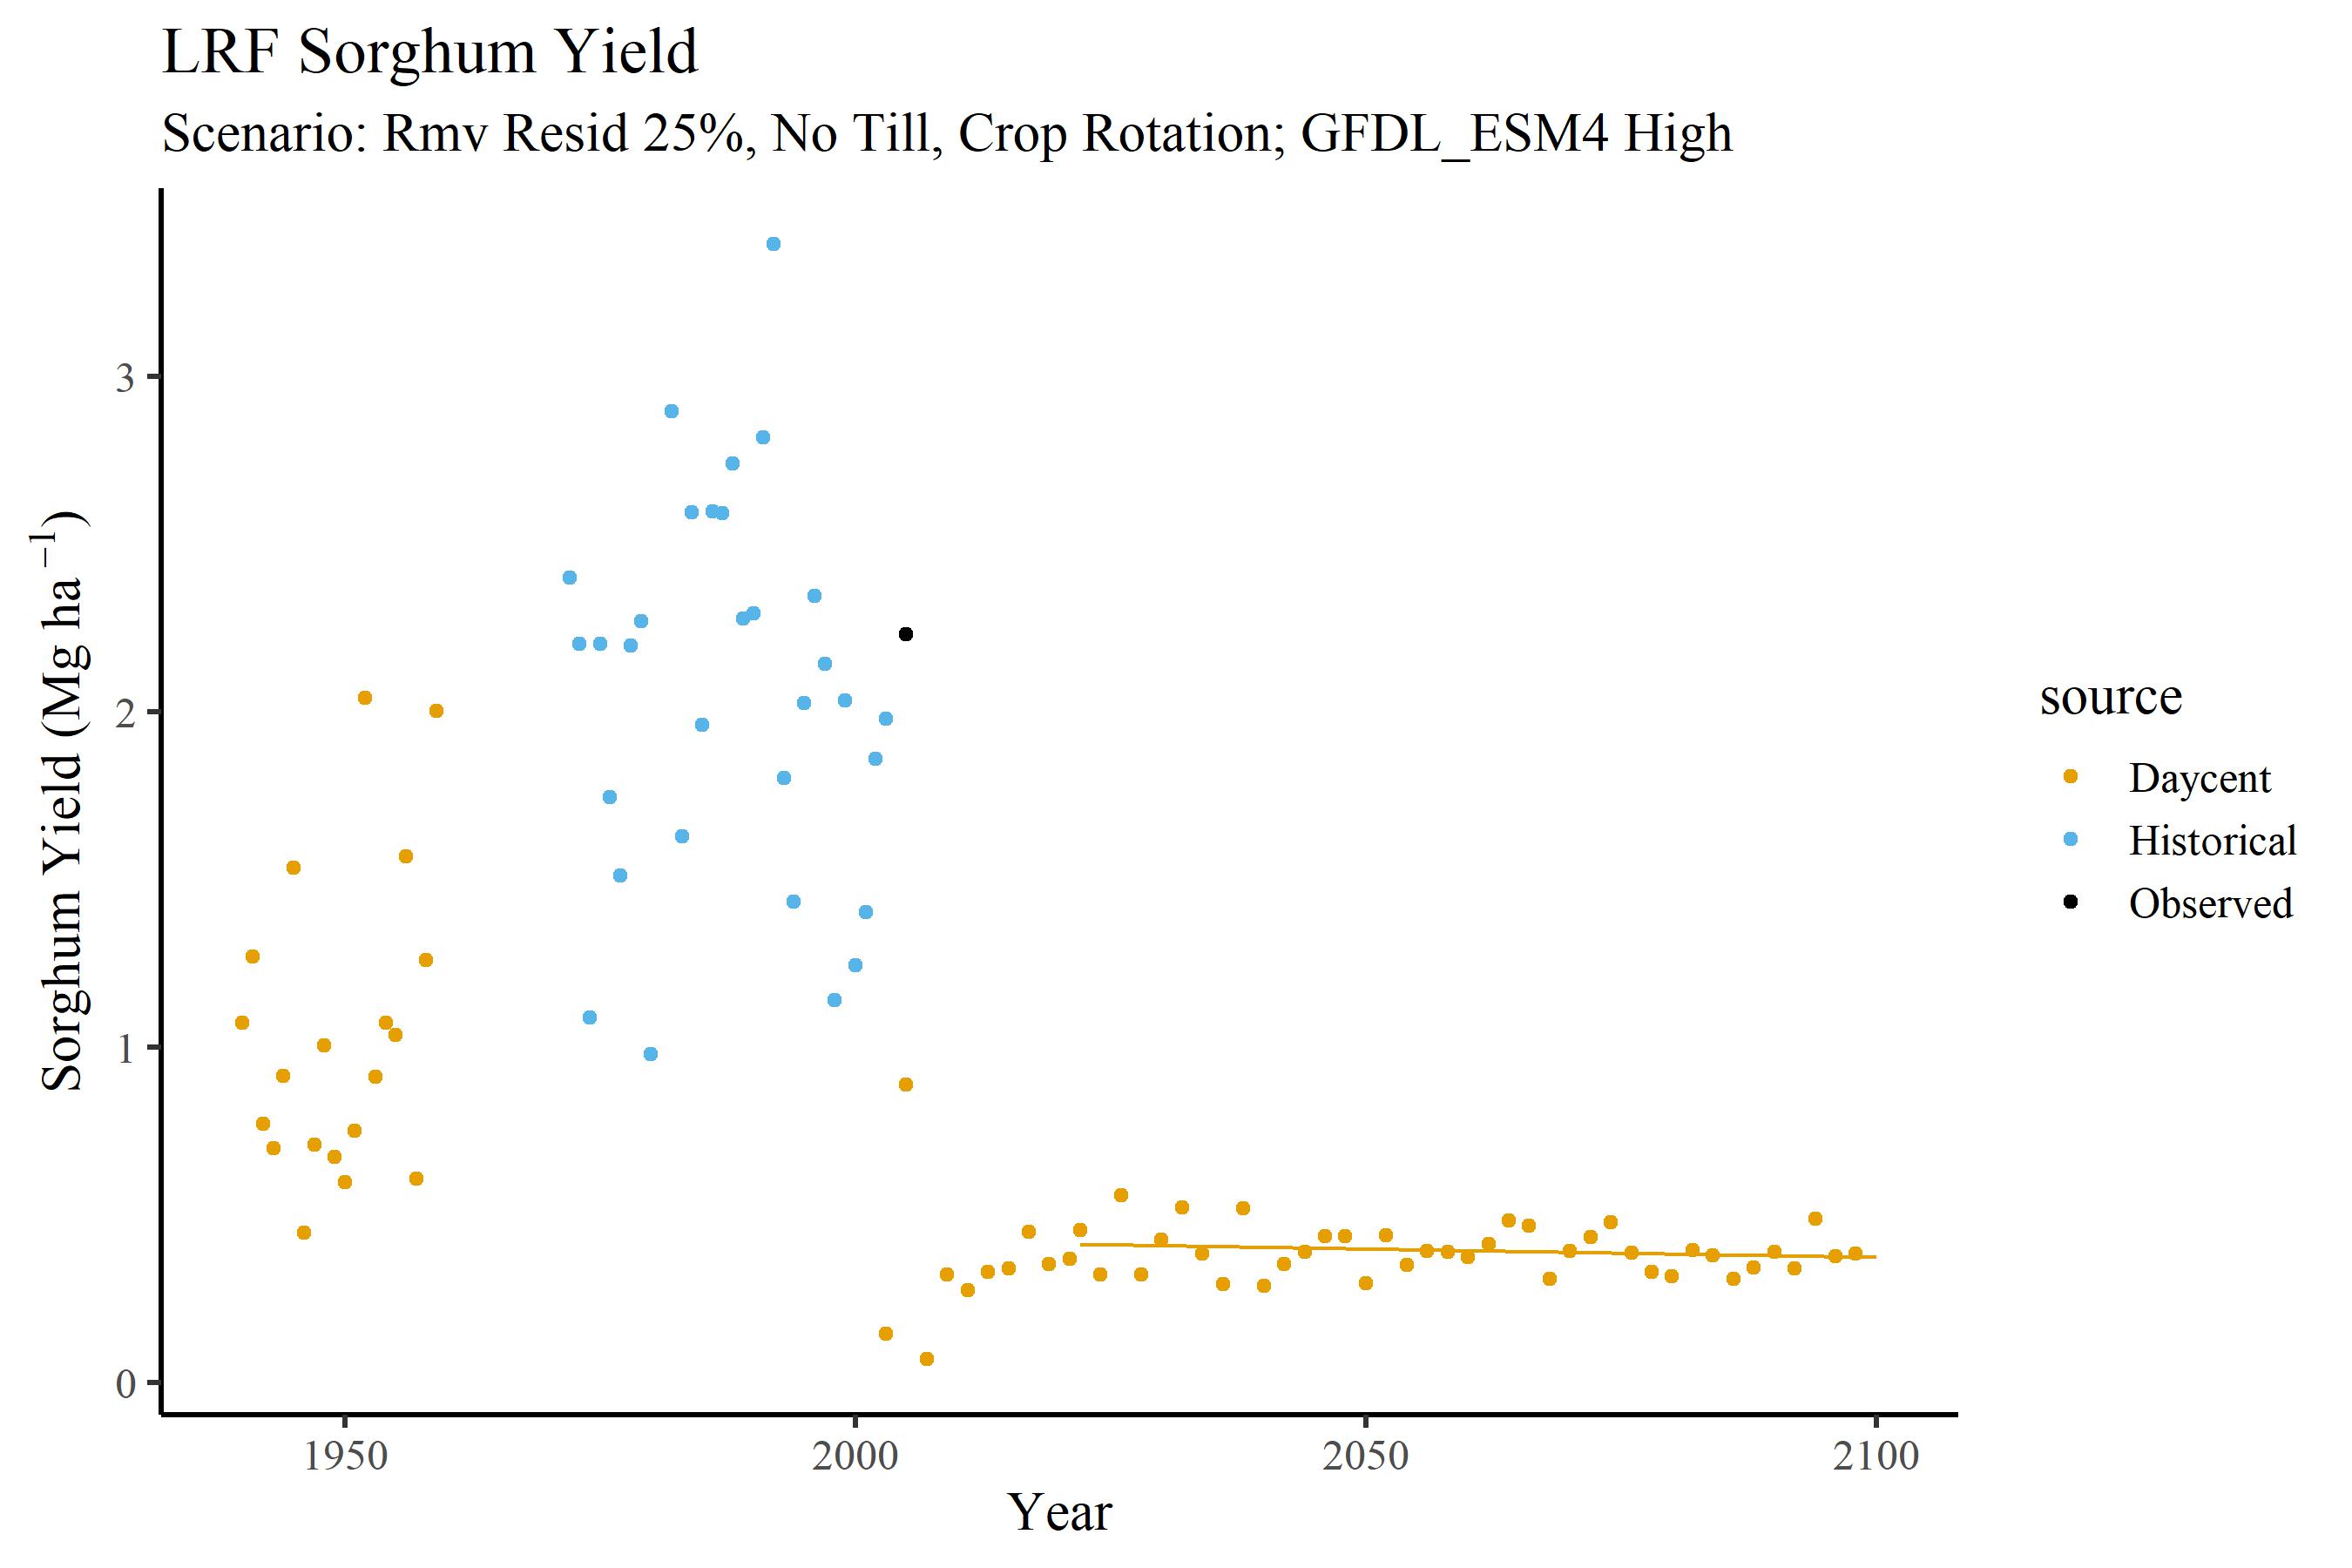 LRF Sorghum Yield
Scenario: Rmv Resid 25%, No Till, Crop Rotation; GFDL_ESM4 High
Sorghum Yield (Mg ha −1)
3
2
1
0
1950
2000
2050
2100
Year
source
Daycent
Historical
Observed